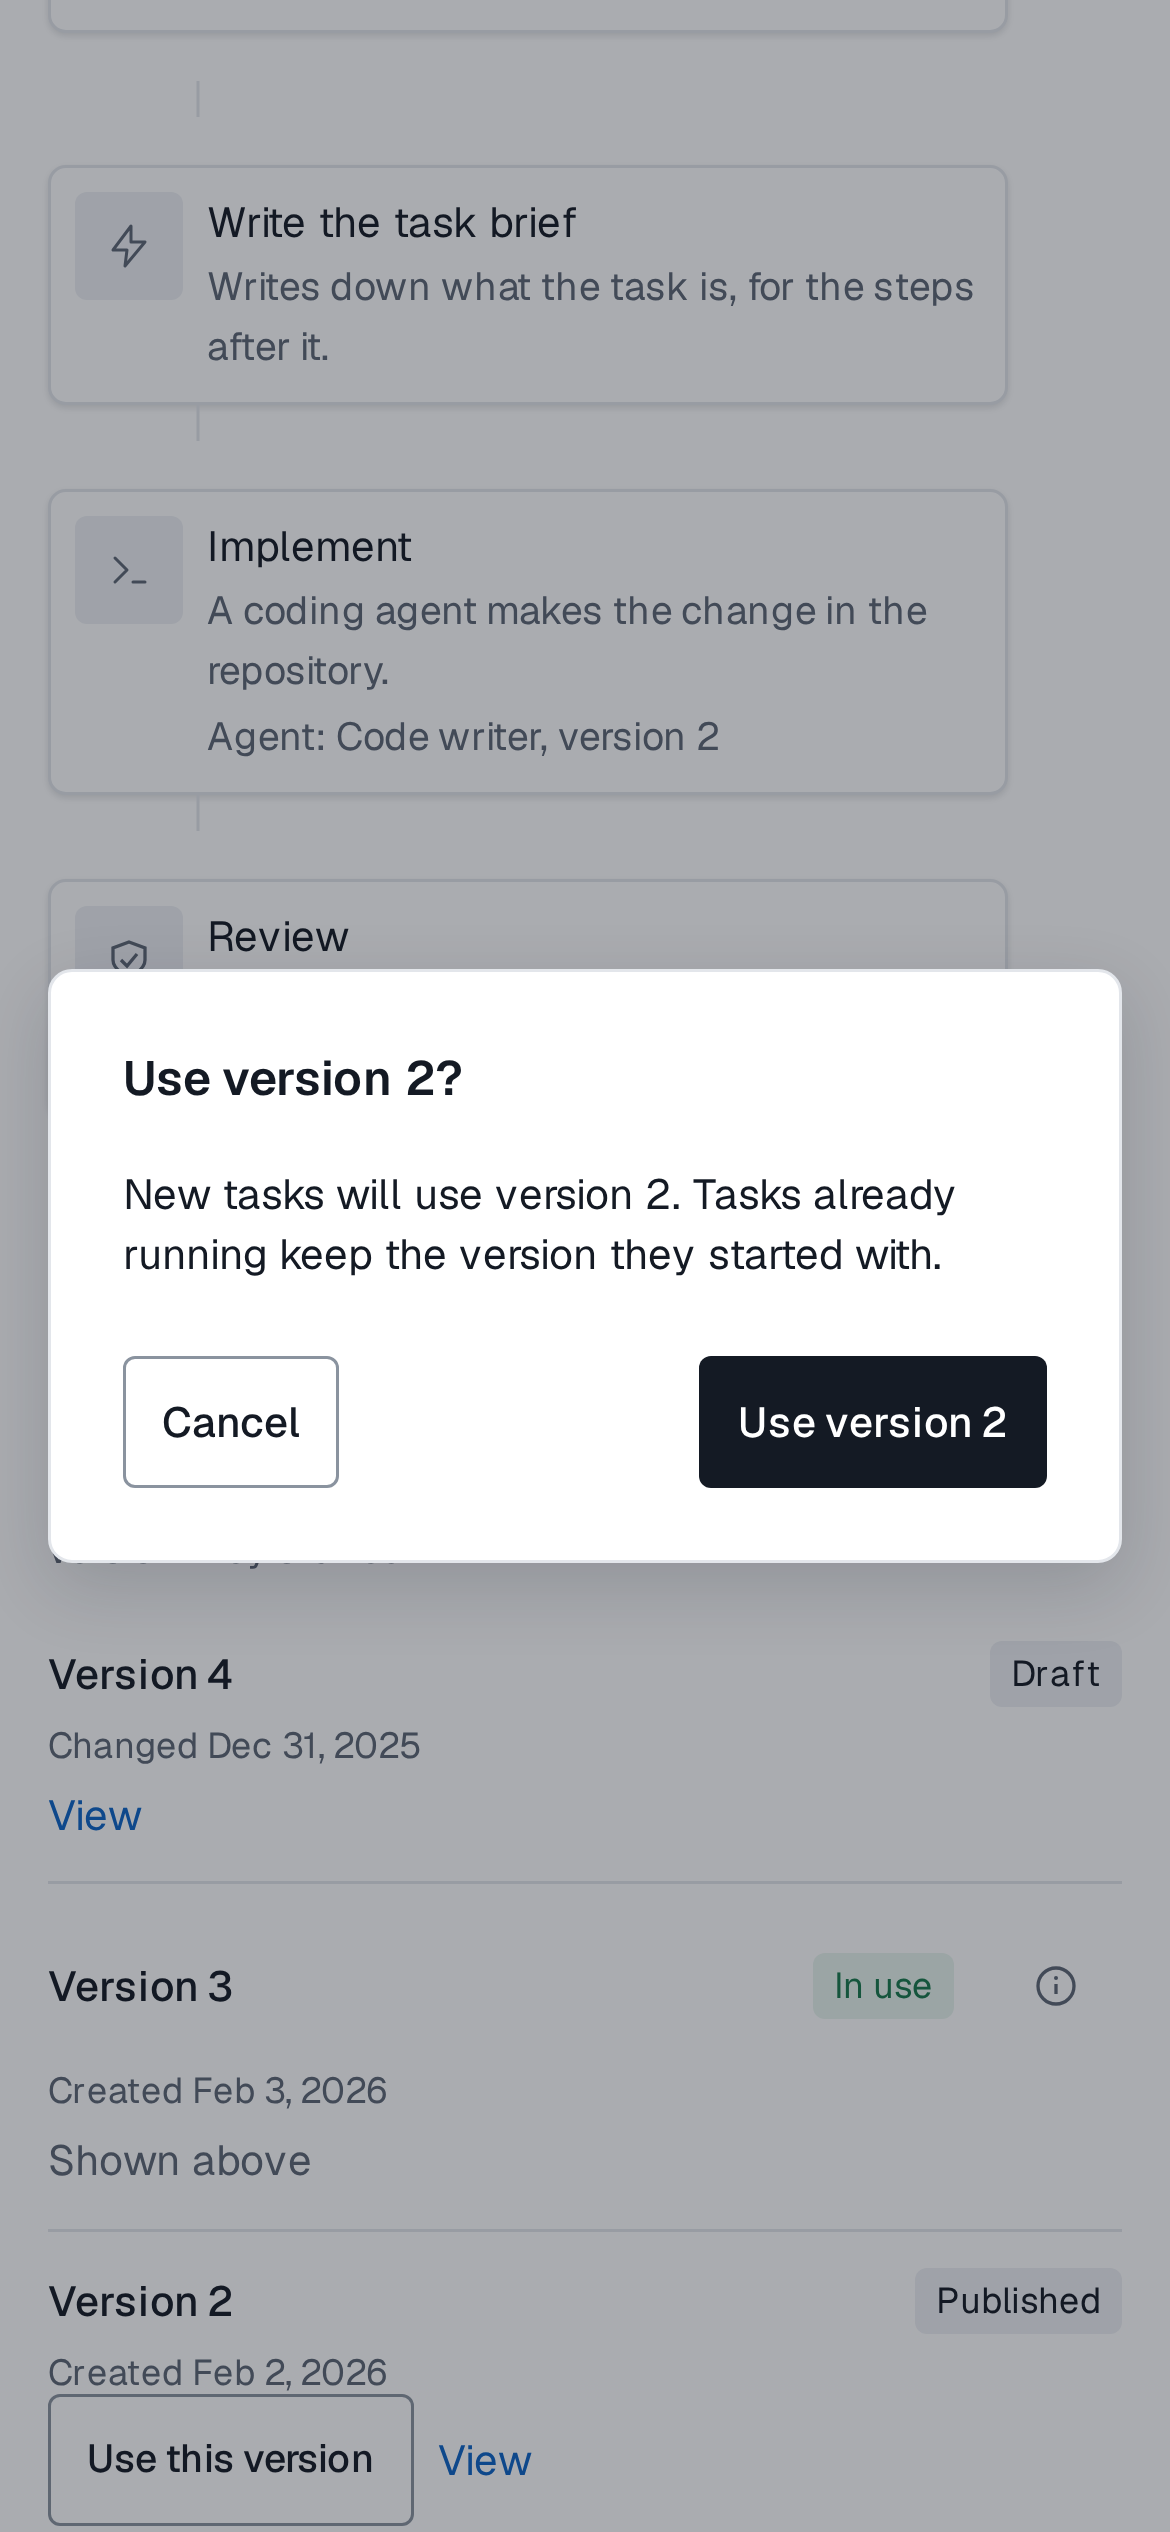 Write the task brief
Writes down what the task is, for the steps
after it.
Implement
A coding agent makes the change in the
repository.
Agent: Code writer, version 2
Review
Use version 2?
New tasks will use version 2. Tasks already
running keep the version they started with.
Cancel
Use version 2
Version 4
Draft
Changed Dec 31, 2025
View
Version 3
In use
Created Feb 3, 2026
Shown above
Version 2
Published
Created Feb 2, 2026
Use this version
View